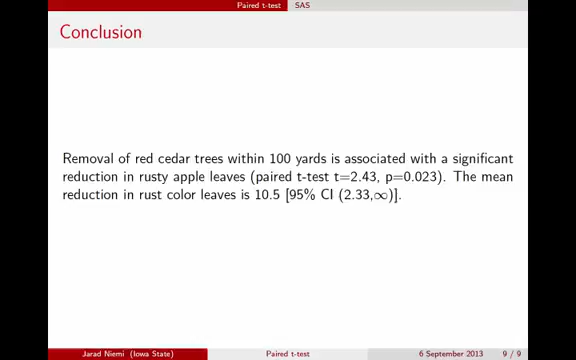 Paired t-test SAS
Conclusion
Removal of red cedar trees within 100 yards is associated with a significant
reduction in rusty apple leaves (paired t-test t=2.43, p=0.023). The mean
reduction in rust color leaves is 10.5 [95% CI (2.33,∞)].
Jarad Niemi (Iowa State) Paired t-test 6 September 2013 9 / 9